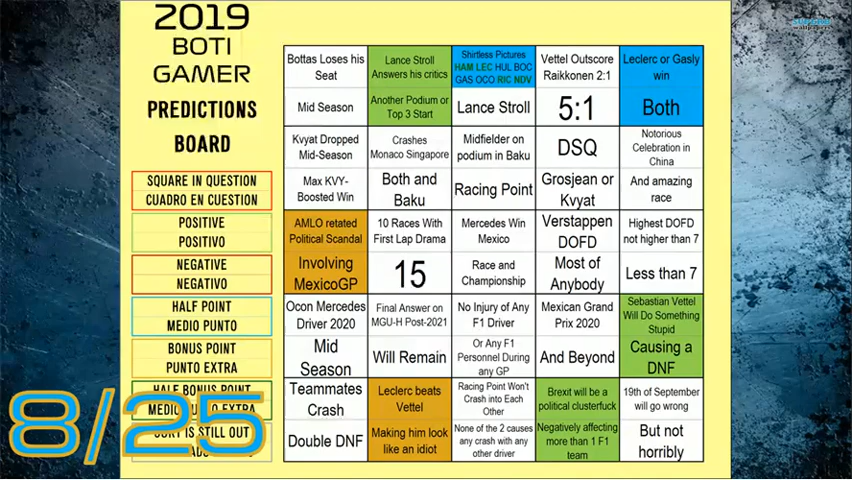 2019
BOTI
GAMER
PREDICTIONS
BOARD
SQUARE IN QUESTION
CUADRO EN CUESTION
POSITIVE
POSITIVO
NEGATIVE
NEGATIVO
HALF POINT
MEDIO PUNTO
BONUS POINT
PUNTO EXTRA
HALF BONUS POINT
MEDIO PUNTO EXTRA
JURY IS STILL OUT
8/25
Bottas Loses his
Seat
Mid Season
Lance Stroll
Answers his critics
Another Podium or
Top 3 Start
Shirtless Pictures
HAM LEC HUL BOC
GAS OCO RIC NDV
Lance Stroll
Vettel Outscore
Raikkonen 2:1
5:1
Leclerc or Gasly
win
Both
Kvyat Dropped
Mid-Season
Max KVY-
Boosted Win
Crashes
Monaco Singapore
Both and
Baku
Midfielder on
podium in Baku
Racing Point
DSQ
Grosjean or
Kvyat
Notorious
Celebration in
China
And amazing
race
AMLO retated
Political Scandal
Involving
MexicoGP
10 Races With
First Lap Drama
15
Mercedes Win
Mexico
Race and
Championship
Verstappen
DOFD
Most of
Anybody
Highest DOFD
not higher than 7
Less than 7
Ocon Mercedes
Driver 2020
Mid
Season
Final Answer on
MGU-H Post-2021
Will Remain
No Injury of Any
F1 Driver
Or Any F1
Personnel During
any GP
Mexican Grand
Prix 2020
And Beyond
Sebastian Vettel
Will Do Something
Stupid
Causing a
DNF
Teammates
Crash
Double DNF
Leclerc beats
Vettel
Making him look
like an idiot
Racing Point Won't
Crash into Each
Other
None of the 2 causes
any crash with any
other driver
Brexit will be a
political clusterfuck
Negatively affecting
more than 1 F1
team
19th of September
will go wrong
But not
horribly